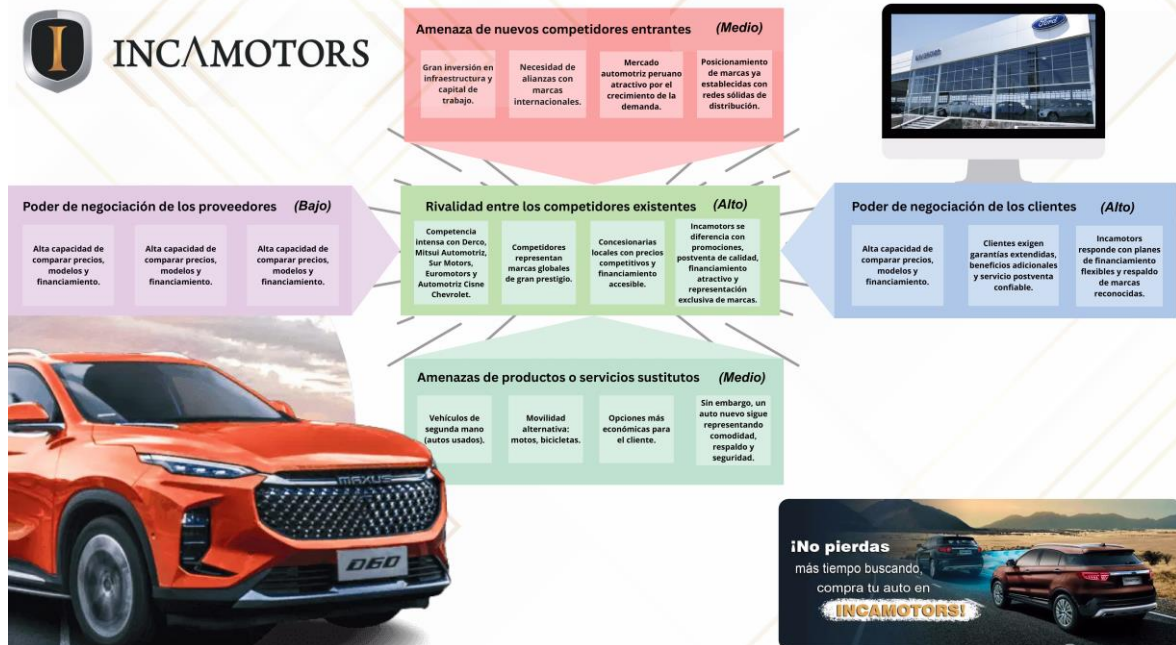 I
INCΛMOTORS
Amenaza de nuevos competidores entrantes (Medio)
Gran inversión en
infraestructura y
capital de
trabajo.
Necesidad de
alianzas con
marcas
internacionales.
Mercado
automotriz peruano
atractivo por el
crecimiento de la
demanda.
Posicionamiento
de marcas ya
establecidas con
redes sólidas de
distribución.
Ford
Poder de negociación de los proveedores (Bajo)
Alta capacidad de
comparar precios,
modelos y
financiamiento.
Alta capacidad de
comparar precios,
modelos y
financiamiento.
Alta capacidad de
comparar precios,
modelos y
financiamiento.
Rivalidad entre los competidores existentes (Alto)
Competencia
intensa con Derco,
Mitsui Automotriz,
Sur Motors,
Euromotors y
Automotriz Cisne
Chevrolet.
Competidores
representan
marcas globales
de gran prestigio.
Concesionarias
locales con precios
competitivos y
financiamiento
accesible.
Incamotors se
diferencia con
promociones,
postventa de calidad,
financiamiento
atractivo y
representación
exclusiva de marcas.
Poder de negociación de los clientes (Alto)
Alta capacidad de
comparar precios,
modelos y
financiamiento.
Clientes exigen
garantías extendidas,
beneficios adicionales
y servicio postventa
confiable.
Incamotors
responde con planes
de financiamiento
flexibles y respaldo
de marcas
reconocidas.
Amenazas de productos o servicios sustitutos (Medio)
Vehículos de
segunda mano
(autos usados).
Movilidad
alternativa:
motos, bicicletas.
Opciones más
económicas para
el cliente.
Sin embargo, un
auto nuevo sigue
representando
comodidad,
respaldo y
seguridad.
MAXUS
D60
¡No pierdas
más tiempo buscando,
compra tu auto en
INCAMOTORS!